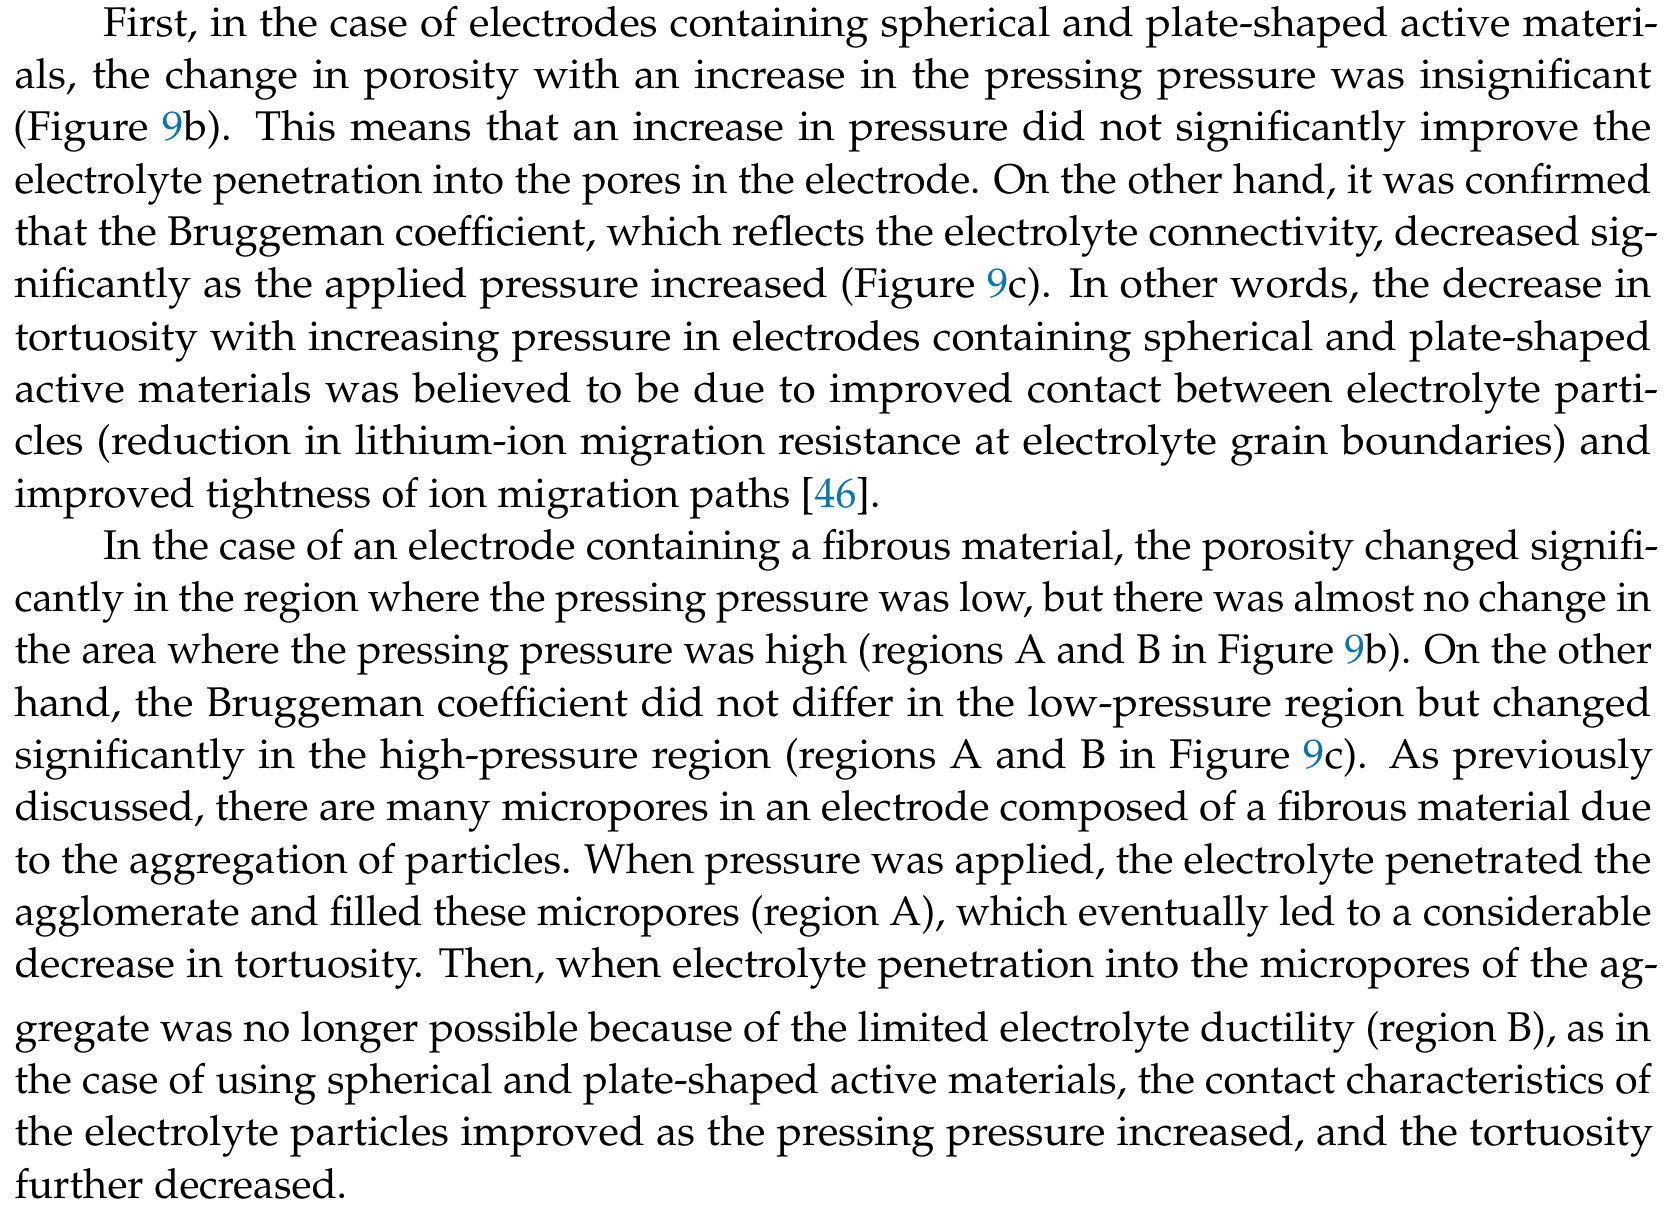 First, in the case of electrodes containing spherical and plate-shaped active materi-
als, the change in porosity with an increase in the pressing pressure was insignificant
(Figure 9b). This means that an increase in pressure did not significantly improve the
electrolyte penetration into the pores in the electrode. On the other hand, it was confirmed
that the Bruggeman coefficient, which reflects the electrolyte connectivity, decreased sig-
nificantly as the applied pressure increased (Figure 9c). In other words, the decrease in
tortuosity with increasing pressure in electrodes containing spherical and plate-shaped
active materials was believed to be due to improved contact between electrolyte parti-
cles (reduction in lithium-ion migration resistance at electrolyte grain boundaries) and
improved tightness of ion migration paths [46].
In the case of an electrode containing a fibrous material, the porosity changed signifi-
cantly in the region where the pressing pressure was low, but there was almost no change in
the area where the pressing pressure was high (regions A and B in Figure 9b). On the other
hand, the Bruggeman coefficient did not differ in the low-pressure region but changed
significantly in the high-pressure region (regions A and B in Figure 9c). As previously
discussed, there are many micropores in an electrode composed of a fibrous material due
to the aggregation of particles. When pressure was applied, the electrolyte penetrated the
agglomerate and filled these micropores (region A), which eventually led to a considerable
decrease in tortuosity. Then, when electrolyte penetration into the micropores of the ag-
gregate was no longer possible because of the limited electrolyte ductility (region B), as in
the case of using spherical and plate-shaped active materials, the contact characteristics of
the electrolyte particles improved as the pressing pressure increased, and the tortuosity
further decreased.